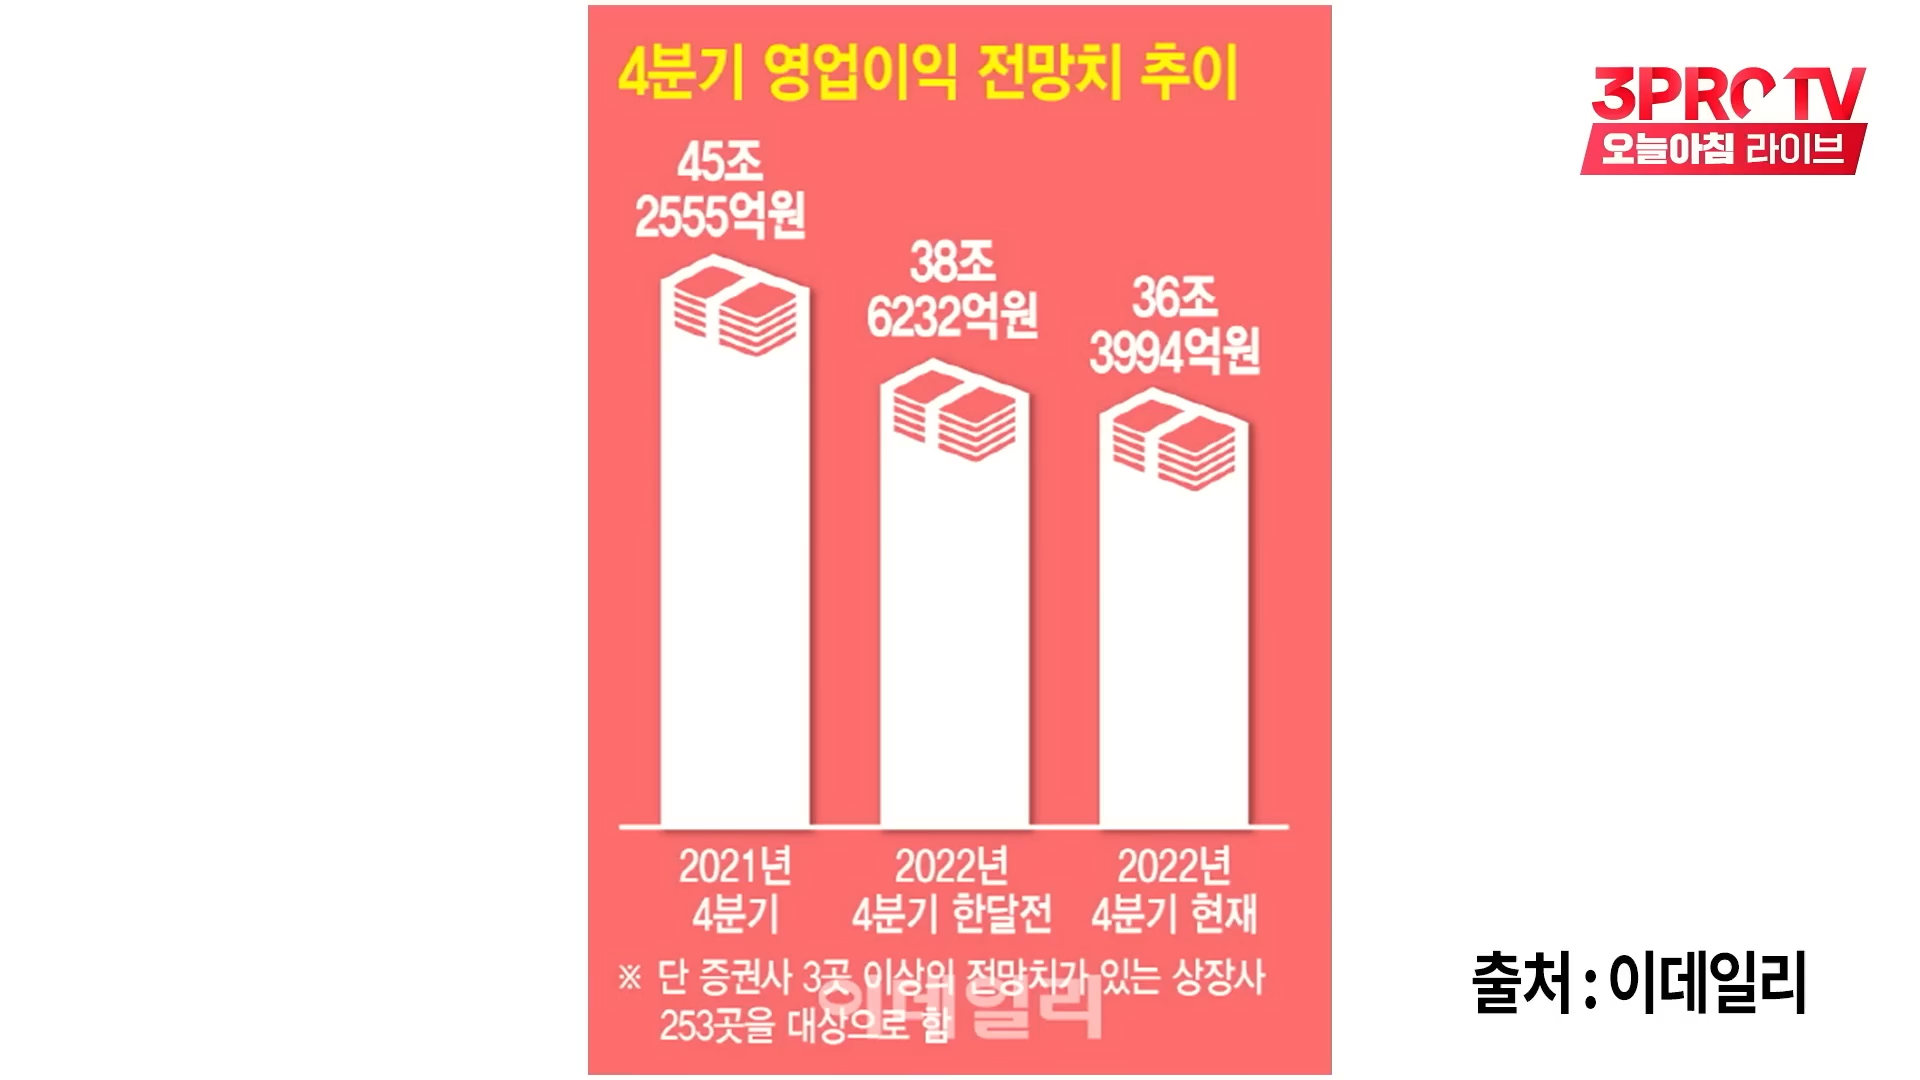 4분기 영업이익 전망치 추이
3PRO TV
오늘아침 라이브
45조
2555억원
38조
6232억원
36조
3994억원
2021년
4분기
2022년
4분기 한달전
2022년
4분기 현재
※ 단 증권사 3곳 이상의 전망치가 있는 상장사
253곳을 대상으로 함
이데일리
출처 : 이데일리